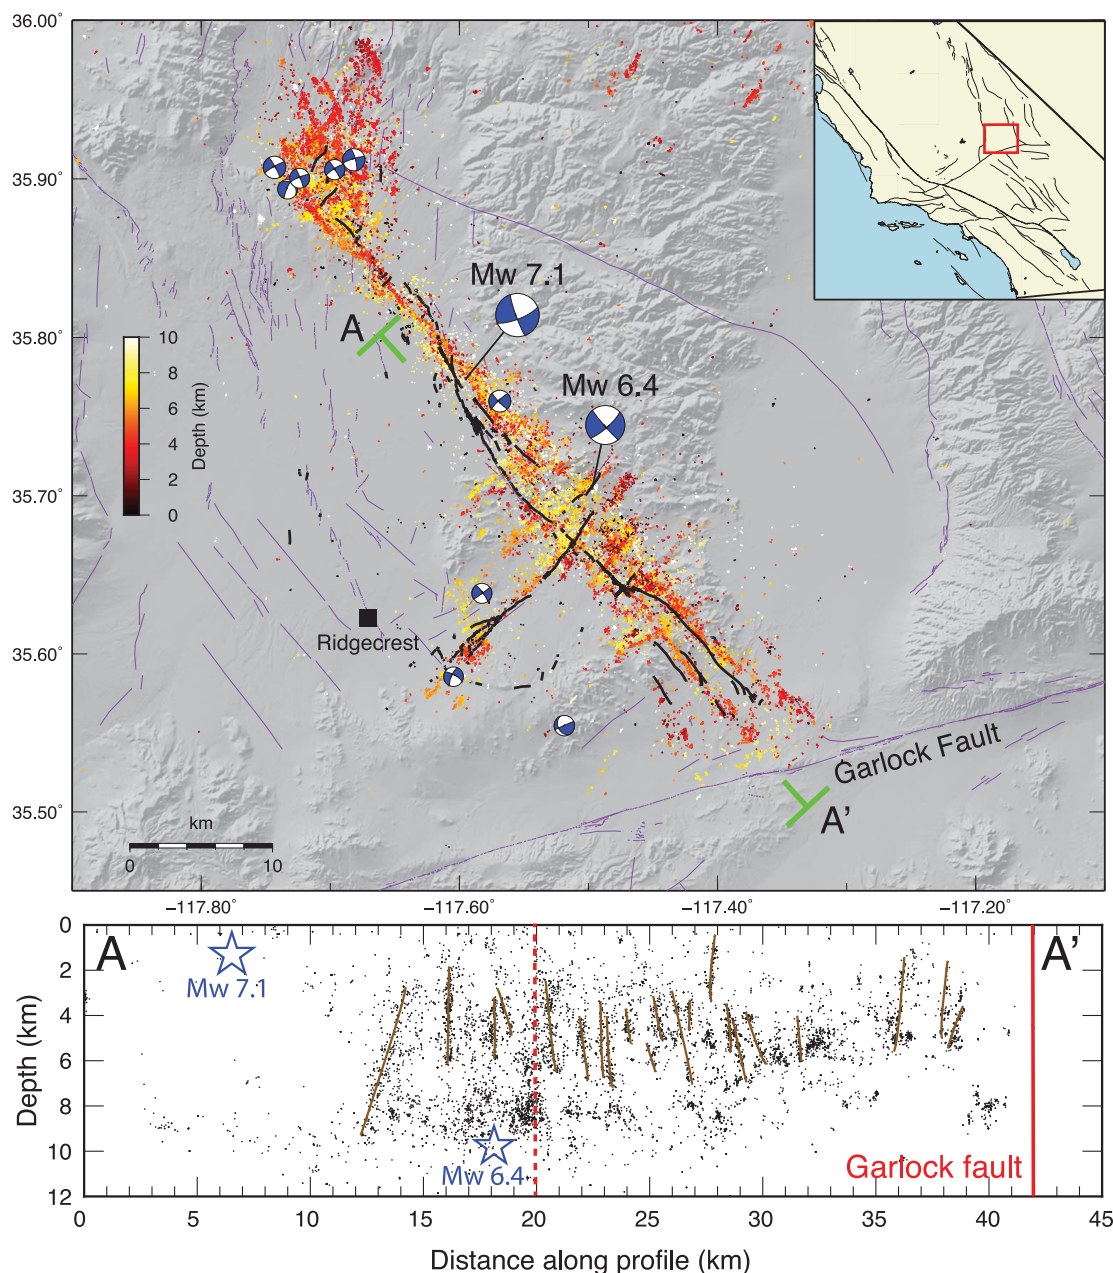 36.00°
35.90°
35.80°
35.70°
35.60°
35.50°
Mw 7.1
A
Mw 6.4
10
8
6
4
2
0
Depth (km)
Ridgecrest
Garlock Fault
A’
km
0
10
−117.80
−117.60
−117.40
−117.20
A
A’
Mw 7.1
Mw 6.4
Garlock fault
0
2
4
6
8
10
12
Depth (km)
0
5
10
15
20
25
30
35
40
45
Distance along profile (km)